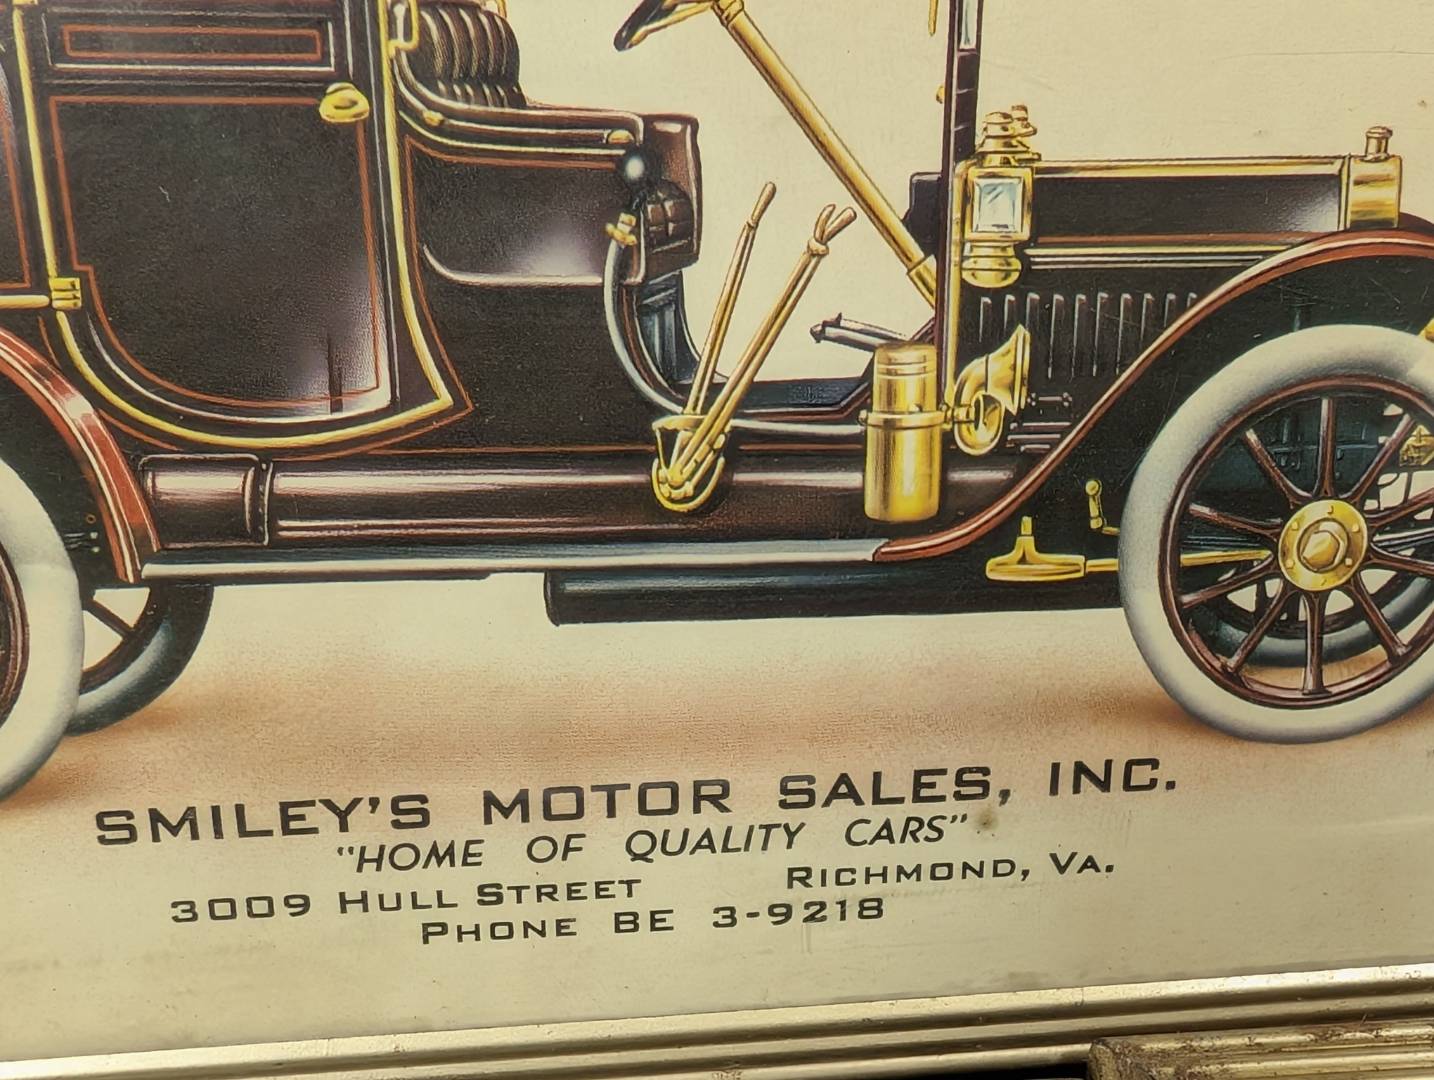 SMILEY'S MOTOR SALES, INC.
"HOME OF QUALITY CARS"
3009 HULL STREET RICHMOND, VA.
PHONE BE 3-9218